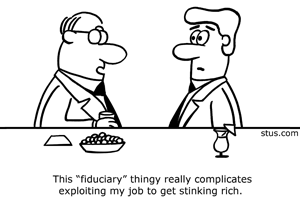 stus.com
This “fiduciary” thingy really complicates
exploiting my job to get stinking rich.